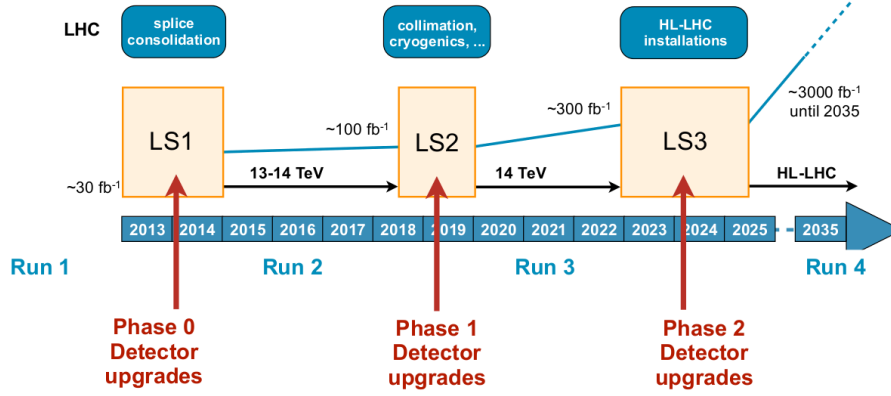 LHC
splice
consolidation
collimation,
cryogenics, ...
HL-LHC
installations
~3000 fb⁻¹
until 2035
~300 fb⁻¹
~100 fb⁻¹
LS1
LS2
LS3
13-14 TeV
14 TeV
HL-LHC
~30 fb⁻¹
2013 2014 2015 2016 2017 2018 2019 2020 2021 2022 2023 2024 2025 2035
Run 1 Run 2 Run 3 Run 4
Phase 0
Detector
upgrades
Phase 1
Detector
upgrades
Phase 2
Detector
upgrades